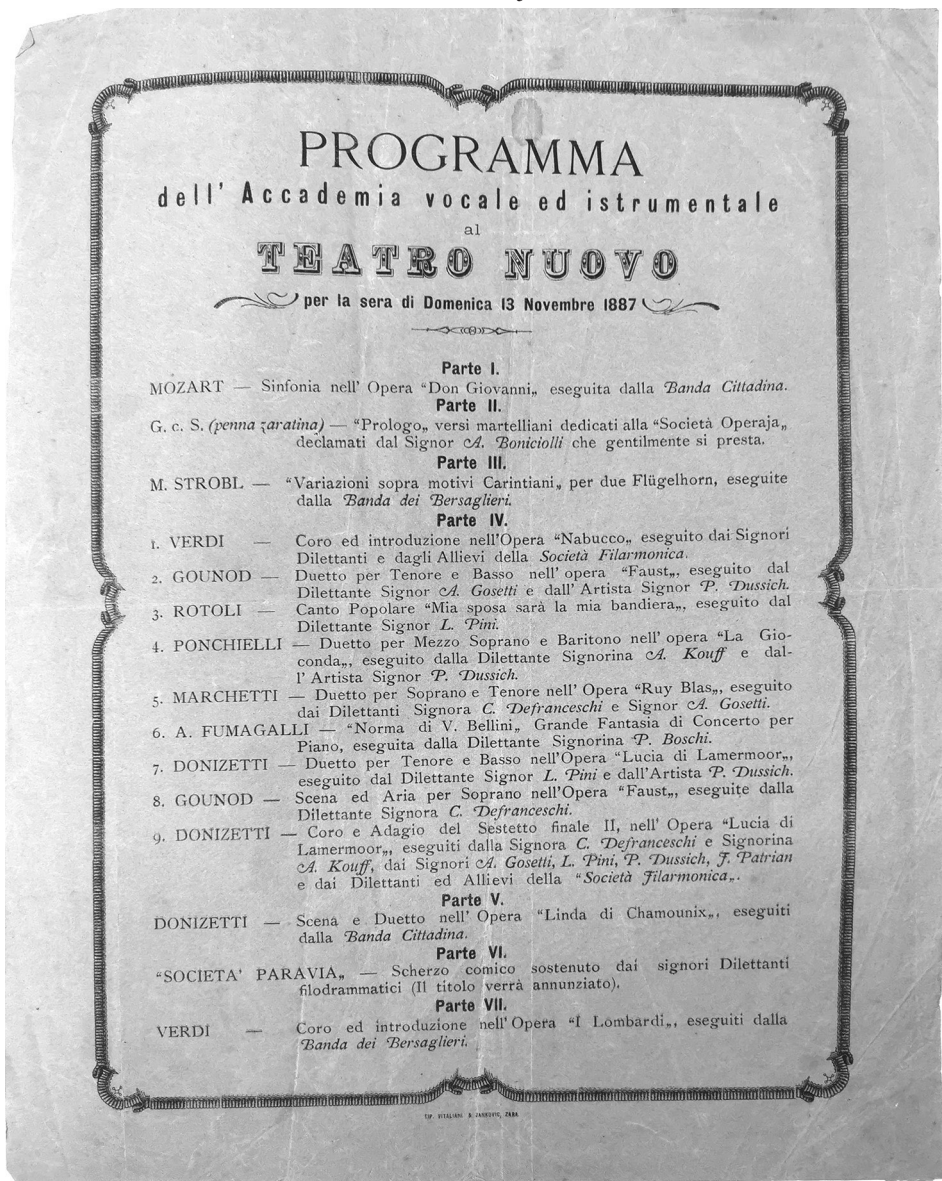 PROGRAMMA
dell' Accademia vocale ed istrumentale
al
TEATRO NUOVO
per la sera di Domenica 13 Novembre 1887
Parte I.
MOZART — Sinfonia nell' Opera “Don Giovanni„ eseguita dalla Banda Cittadina.
Parte II.
G. c. S. (penna zaratina) — “Prologo„ versi martelliani dedicati alla “Società Operaja„
declamati dal Signor A. Boniciolli che gentilmente si presta.
Parte III.
M. STROBL — “Variazioni sopra motivi Carintiani„ per due Flügelhorn, eseguite
dalla Banda dei Bersaglieri.
Parte IV.
1. VERDI — Coro ed introduzione nell'Opera “Nabucco„ eseguito dai Signori
Dilettanti e dagli Allievi della Società Filarmonica.
2. GOUNOD — Duetto per Tenore e Basso nell' opera “Faust„, eseguito dal
Dilettante Signor A. Gosetti e dall' Artista Signor P. Dussich.
3. ROTOLI — Canto Popolare “Mia sposa sarà la mia bandiera„, eseguito dal
Dilettante Signor L. Pini.
4. PONCHIELLI — Duetto per Mezzo Soprano e Baritono nell' opera “La Gio-
conda„, eseguito dalla Dilettante Signorina A. Kouff e dal-
l' Artista Signor P. Dussich.
5. MARCHETTI — Duetto per Soprano e Tenore nell' Opera “Ruy Blas„, eseguito
dai Dilettanti Signora C. Defranceschi e Signor A. Gosetti.
6. A. FUMAGALLI — “Norma di V. Bellini„ Grande Fantasia di Concerto per
Piano, eseguita dalla Dilettante Signorina P. Boschi.
7. DONIZETTI — Duetto per Tenore e Basso nell'Opera “Lucia di Lamermoor„,
eseguito dal Dilettante Signor L. Pini e dall'Artista P. Dussich.
8. GOUNOD — Scena ed Aria per Soprano nell'Opera “Faust„, eseguite dalla
Dilettante Signora C. Defranceschi.
9. DONIZETTI — Coro e Adagio del Sestetto finale II, nell' Opera “Lucia di
Lamermoor„, eseguiti dalla Signora C. Defranceschi e Signorina
A. Kouff, dai Signori A. Gosetti, L. Pini, P. Dussich, J. Patrian
e dai Dilettanti ed Allievi della “Società Filarmonica„.
Parte V.
DONIZETTI — Scena e Duetto nell' Opera “Linda di Chamounix„, eseguiti
dalla Banda Cittadina.
Parte VI.
“SOCIETA' PARAVIA„ — Scherzo comico sostenuto dai signori Dilettanti
filodrammatici (Il titolo verrà annunziato).
Parte VII.
VERDI — Coro ed introduzione nell' Opera “I Lombardi„, eseguiti dalla
Banda dei Bersaglieri.
TIP. VITALIANI & JANKOVIC, ZARA